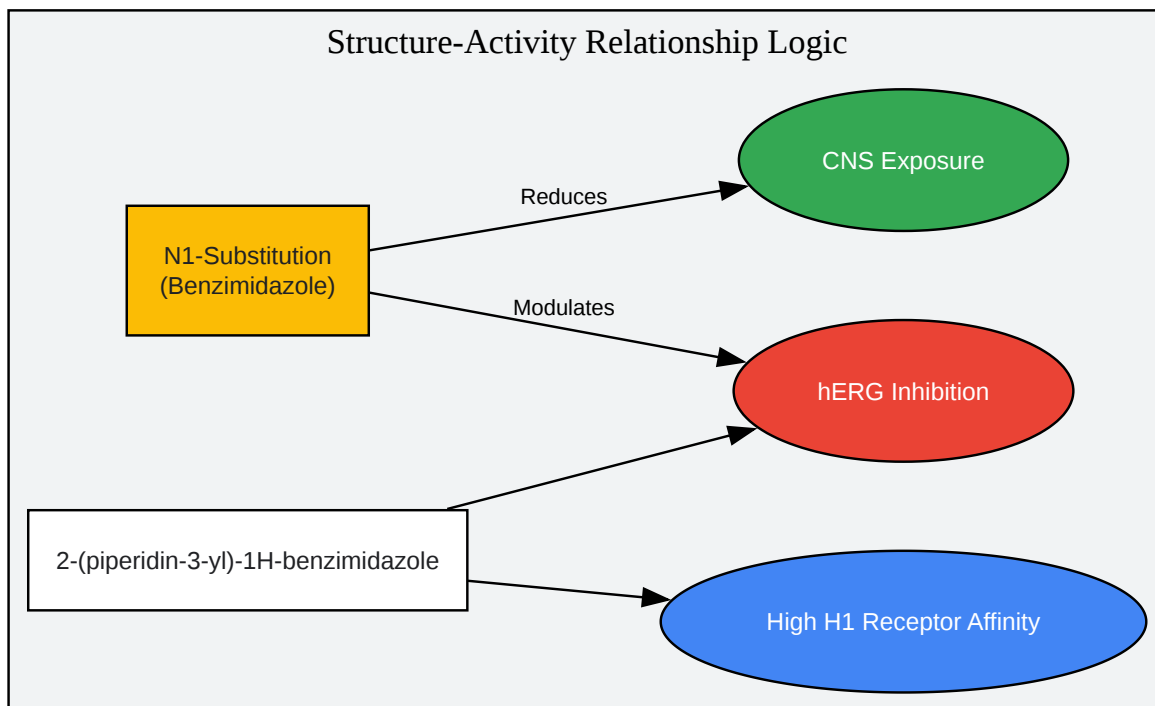 Structure-Activity Relationship Logic
CNS Exposure
Reduces
N1-Substitution
(Benzimidazole)
Modulates
hERG Inhibition
2-(piperidin-3-yl)-1H-benzimidazole
High H1 Receptor Affinity